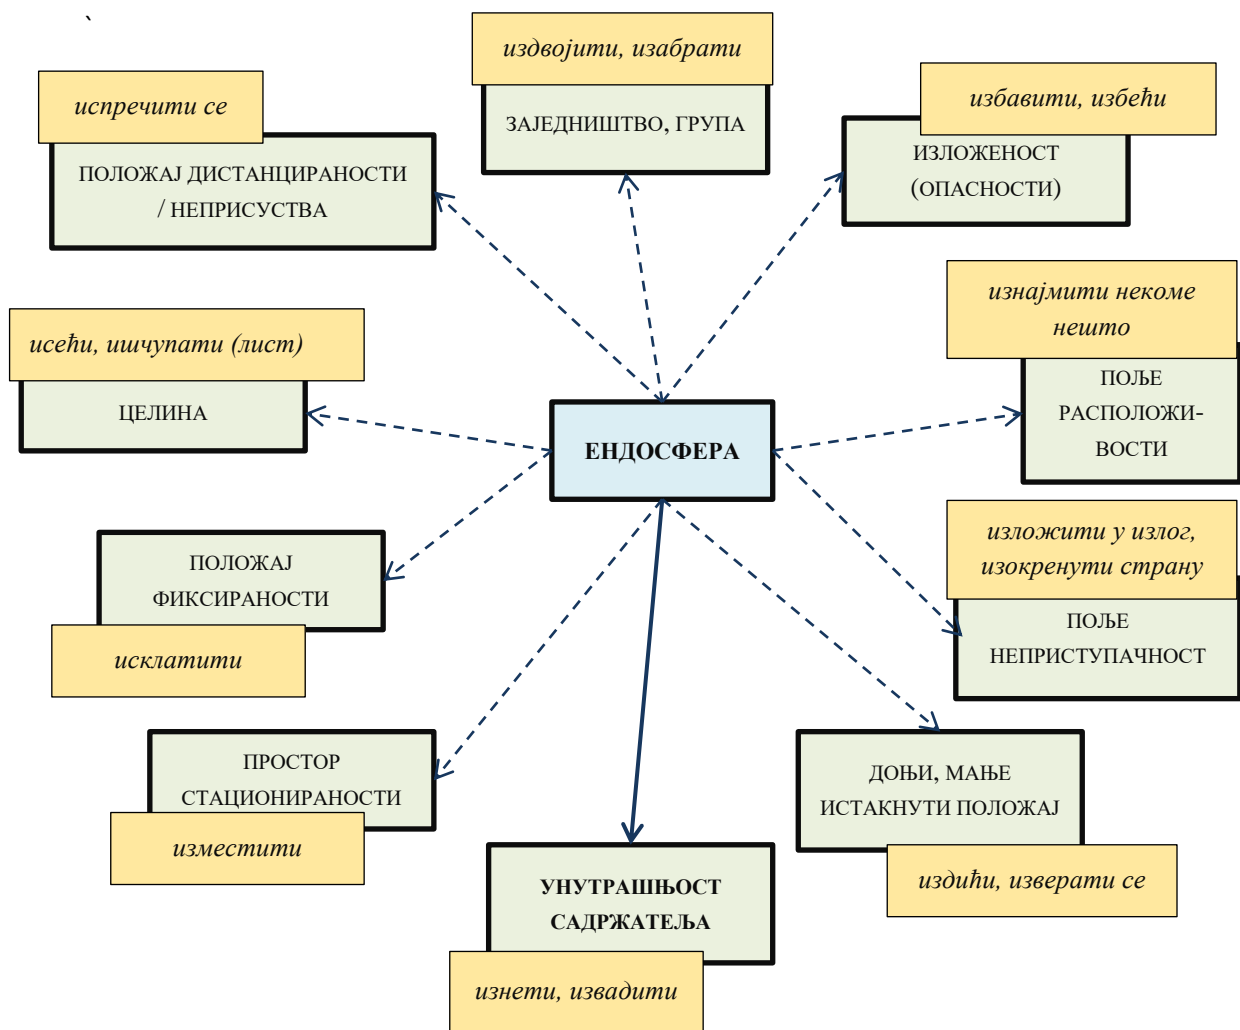 `
издвојити, изабрати
ЗАЈЕДНИШТВО, ГРУПА
испречити се
ПОЛОЖАЈ ДИСТАНЦИРАНОСТИ
/ НЕПРИСУСТВА
избавити, избећи
ИЗЛОЖЕНОСТ
(ОПАСНОСТИ)
изнајмити некоме
нешто
ПОЉЕ
РАСПОЛОЖИ-
ВОСТИ
исећи, ишчупати (лист)
ЦЕЛИНА
ЕНДОСФЕРА
изложити у излог,
изокренути страну
ПОЉЕ
НЕПРИСТУПАЧНОСТ
ПОЛОЖАЈ
ФИКСИРАНОСТИ
исклатити
ПРОСТОР
СТАЦИОНИРАНОСТИ
изместити
ДОЊИ, МАЊЕ
ИСТАКНУТИ ПОЛОЖАЈ
издићи, изверати се
УНУТРАШЊОСТ
САДРЖАТЕЉА
изнети, извадити